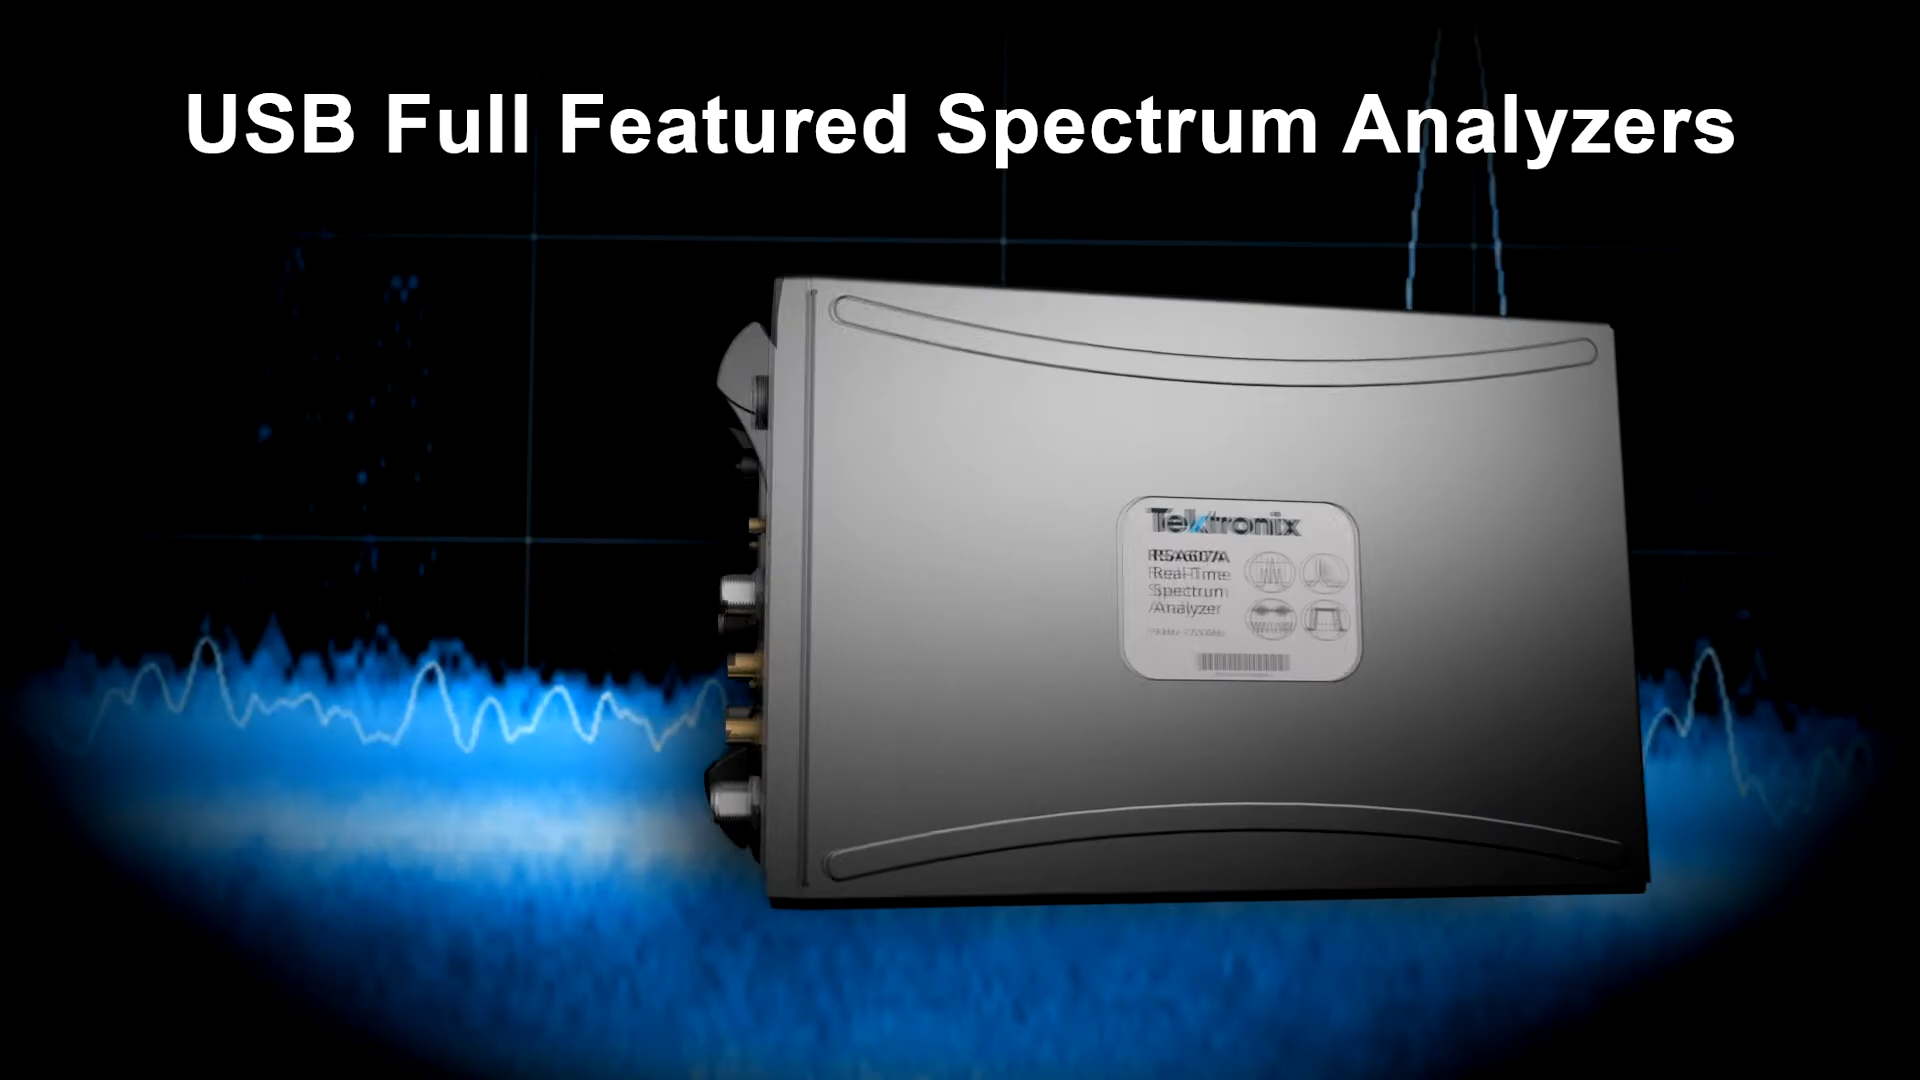 USB Full Featured Spectrum Analyzers
Tektronix
RSA607A
Real-Time
Spectrum
Analyzer